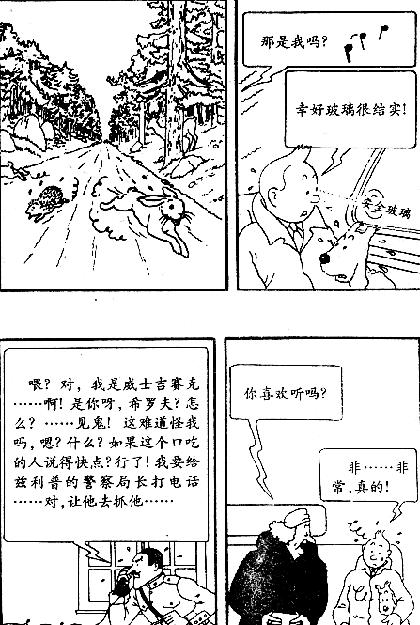 那是我吗?
幸好玻璃很结实!
安全玻璃
喂? 对, 我是威士吉赛克
……啊! 是你呀, 希罗夫? 怎
么? ……见鬼! 这难道怪我
吗, 嗯? 什么? 如果这个口吃
的人说得快点? 行了! 我要给
兹利普的警察局长打电话
……对, 让他去抓他……
你喜欢听吗?
非……非
常, 真的!